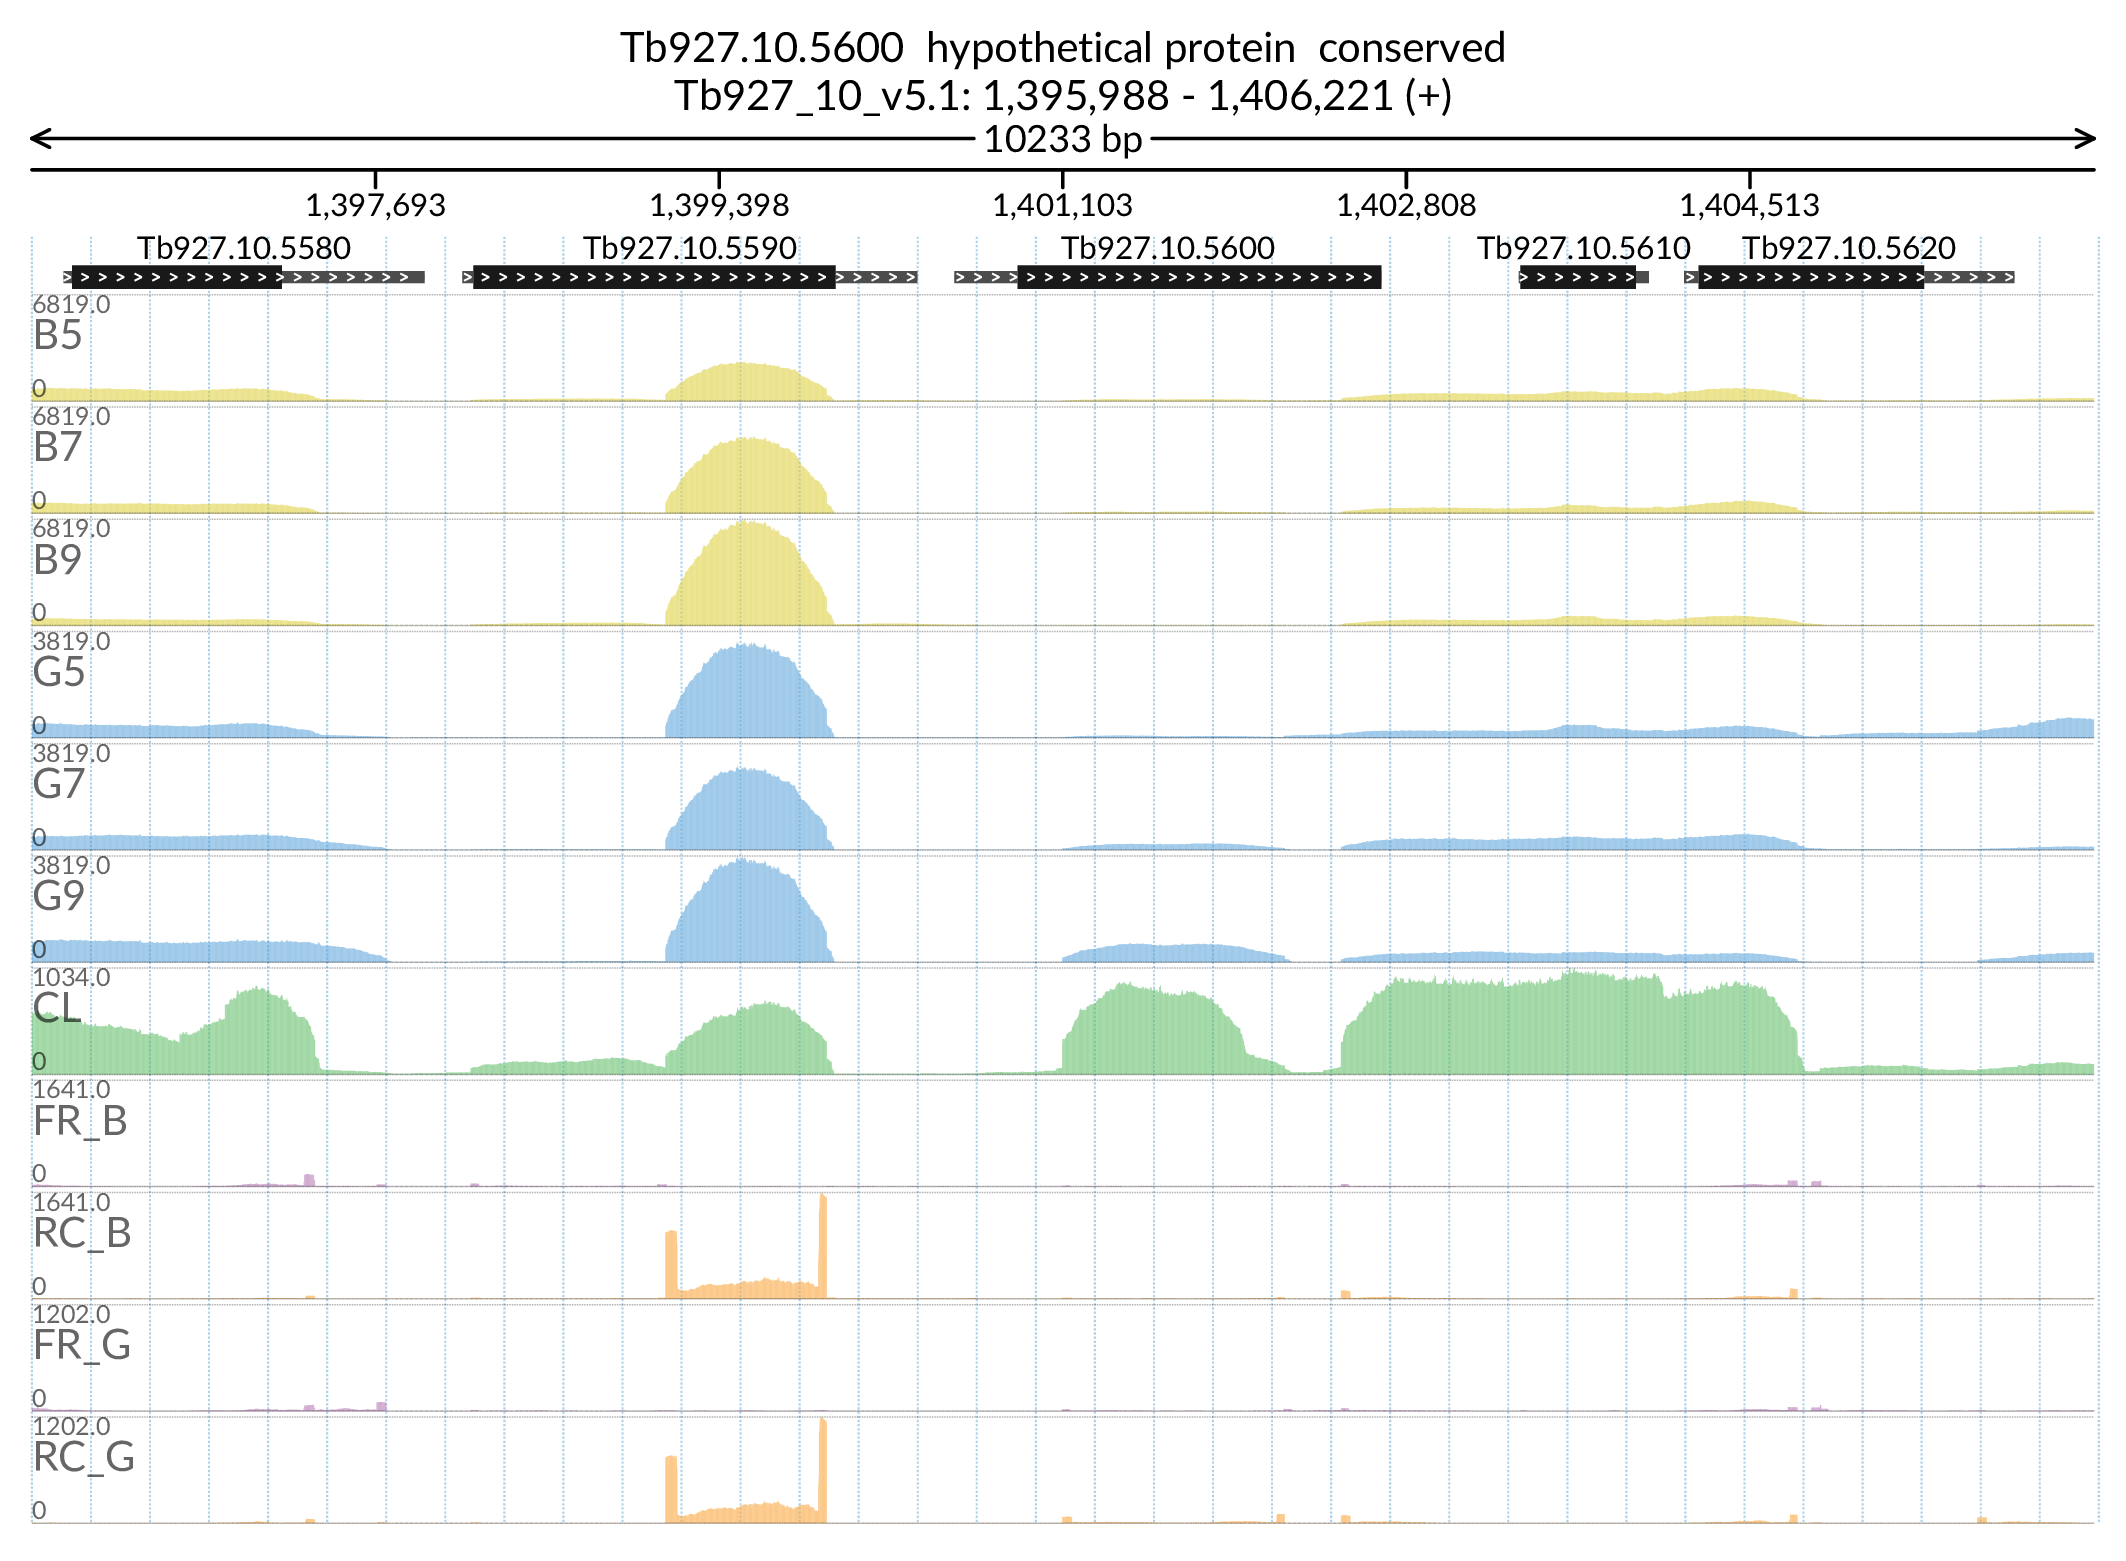 Tb927.10.5600  hypothetical protein  conserved
Tb927_10_v5.1: 1,395,988 - 1,406,221 (+)
10233 bp
1,397,693 1,399,398 1,401,103 1,402,808 1,404,513
Tb927.10.5580 Tb927.10.5590 Tb927.10.5600 Tb927.10.5610 Tb927.10.5620
6819.0
B5
0
6819.0
B7
0
6819.0
B9
0
3819.0
G5
0
3819.0
G7
0
3819.0
G9
0
1034.0
CL
0
1641.0
FR_B
0
1641.0
RC_B
0
1202.0
FR_G
0
1202.0
RC_G
0